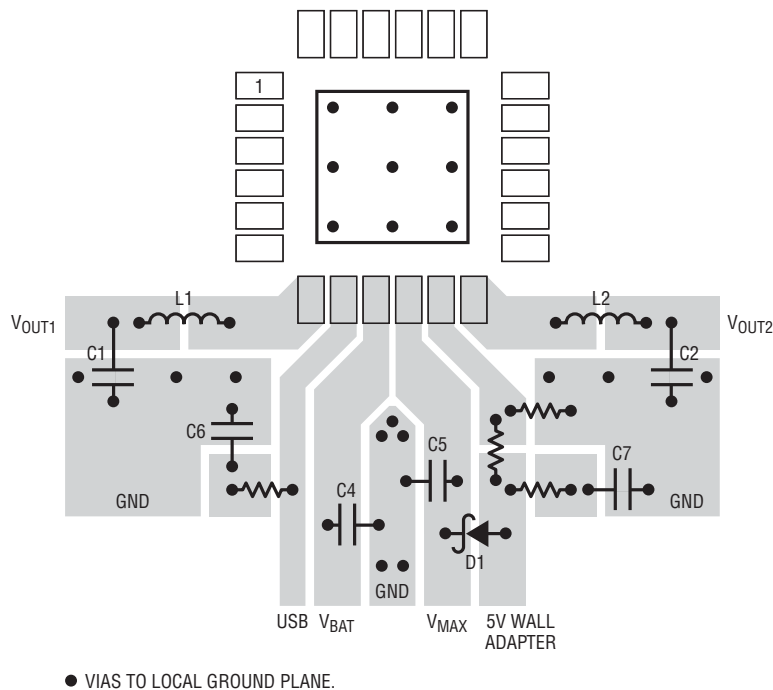 1
L1
L2
VOUT1
VOUT2
C1
C2
C6
C5
C7
C4
GND
GND
D1
GND
USB
VBAT
VMAX
5V WALL
ADAPTER
VIAS TO LOCAL GROUND PLANE.